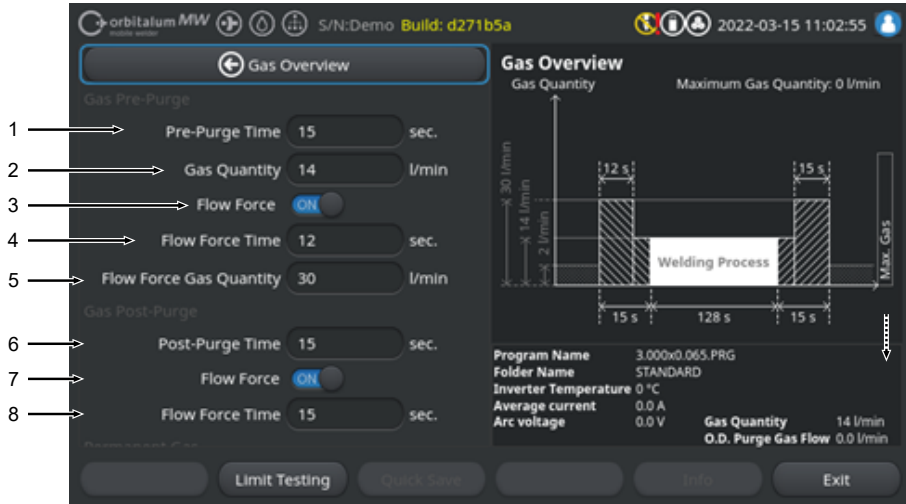 orbitalum MW
mobile welder
S/N:Demo Build: d271b5a
2022-03-15 11:02:55
Gas Overview
Gas Pre-Purge
1 Pre-Purge Time 15 sec.
2 Gas Quantity 14 l/min
3 Flow Force ON
4 Flow Force Time 12 sec.
5 Flow Force Gas Quantity 30 l/min
Gas Post-Purge
6 Post-Purge Time 15 sec.
7 Flow Force ON
8 Flow Force Time 15 sec.
Permanent Gas
Gas Overview
Gas Quantity Maximum Gas Quantity: 0 l/min
30 l/min
14 l/min
2 l/min
12 s
15 s
Welding Process
Max. Gas
15 s 128 s 15 s
Program Name 3.000x0.065.PRG
Folder Name STANDARD
Inverter Temperature 0 °C
Average current 0.0 A
Arc voltage 0.0 V Gas Quantity 14 l/min
O.D. Purge Gas Flow 0.0 l/min
Limit Testing Quick Save Info Exit